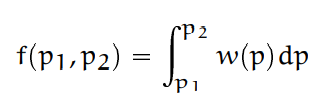 f(p₁, p₂) = ∫_{p₁}^{p₂} w(p) dp